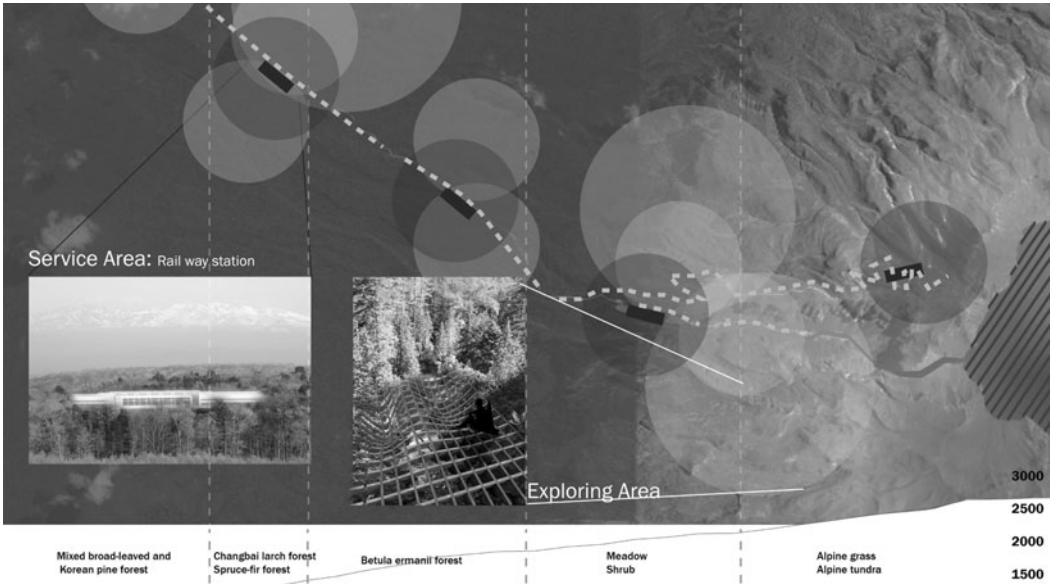 Service Area: Rail way station
Exploring Area
3000
2500
2000
1500
Mixed broad-leaved and
Korean pine forest
Changbai larch forest
Spruce-fir forest
Betula ermanii forest
Meadow
Shrub
Alpine grass
Alpine tundra